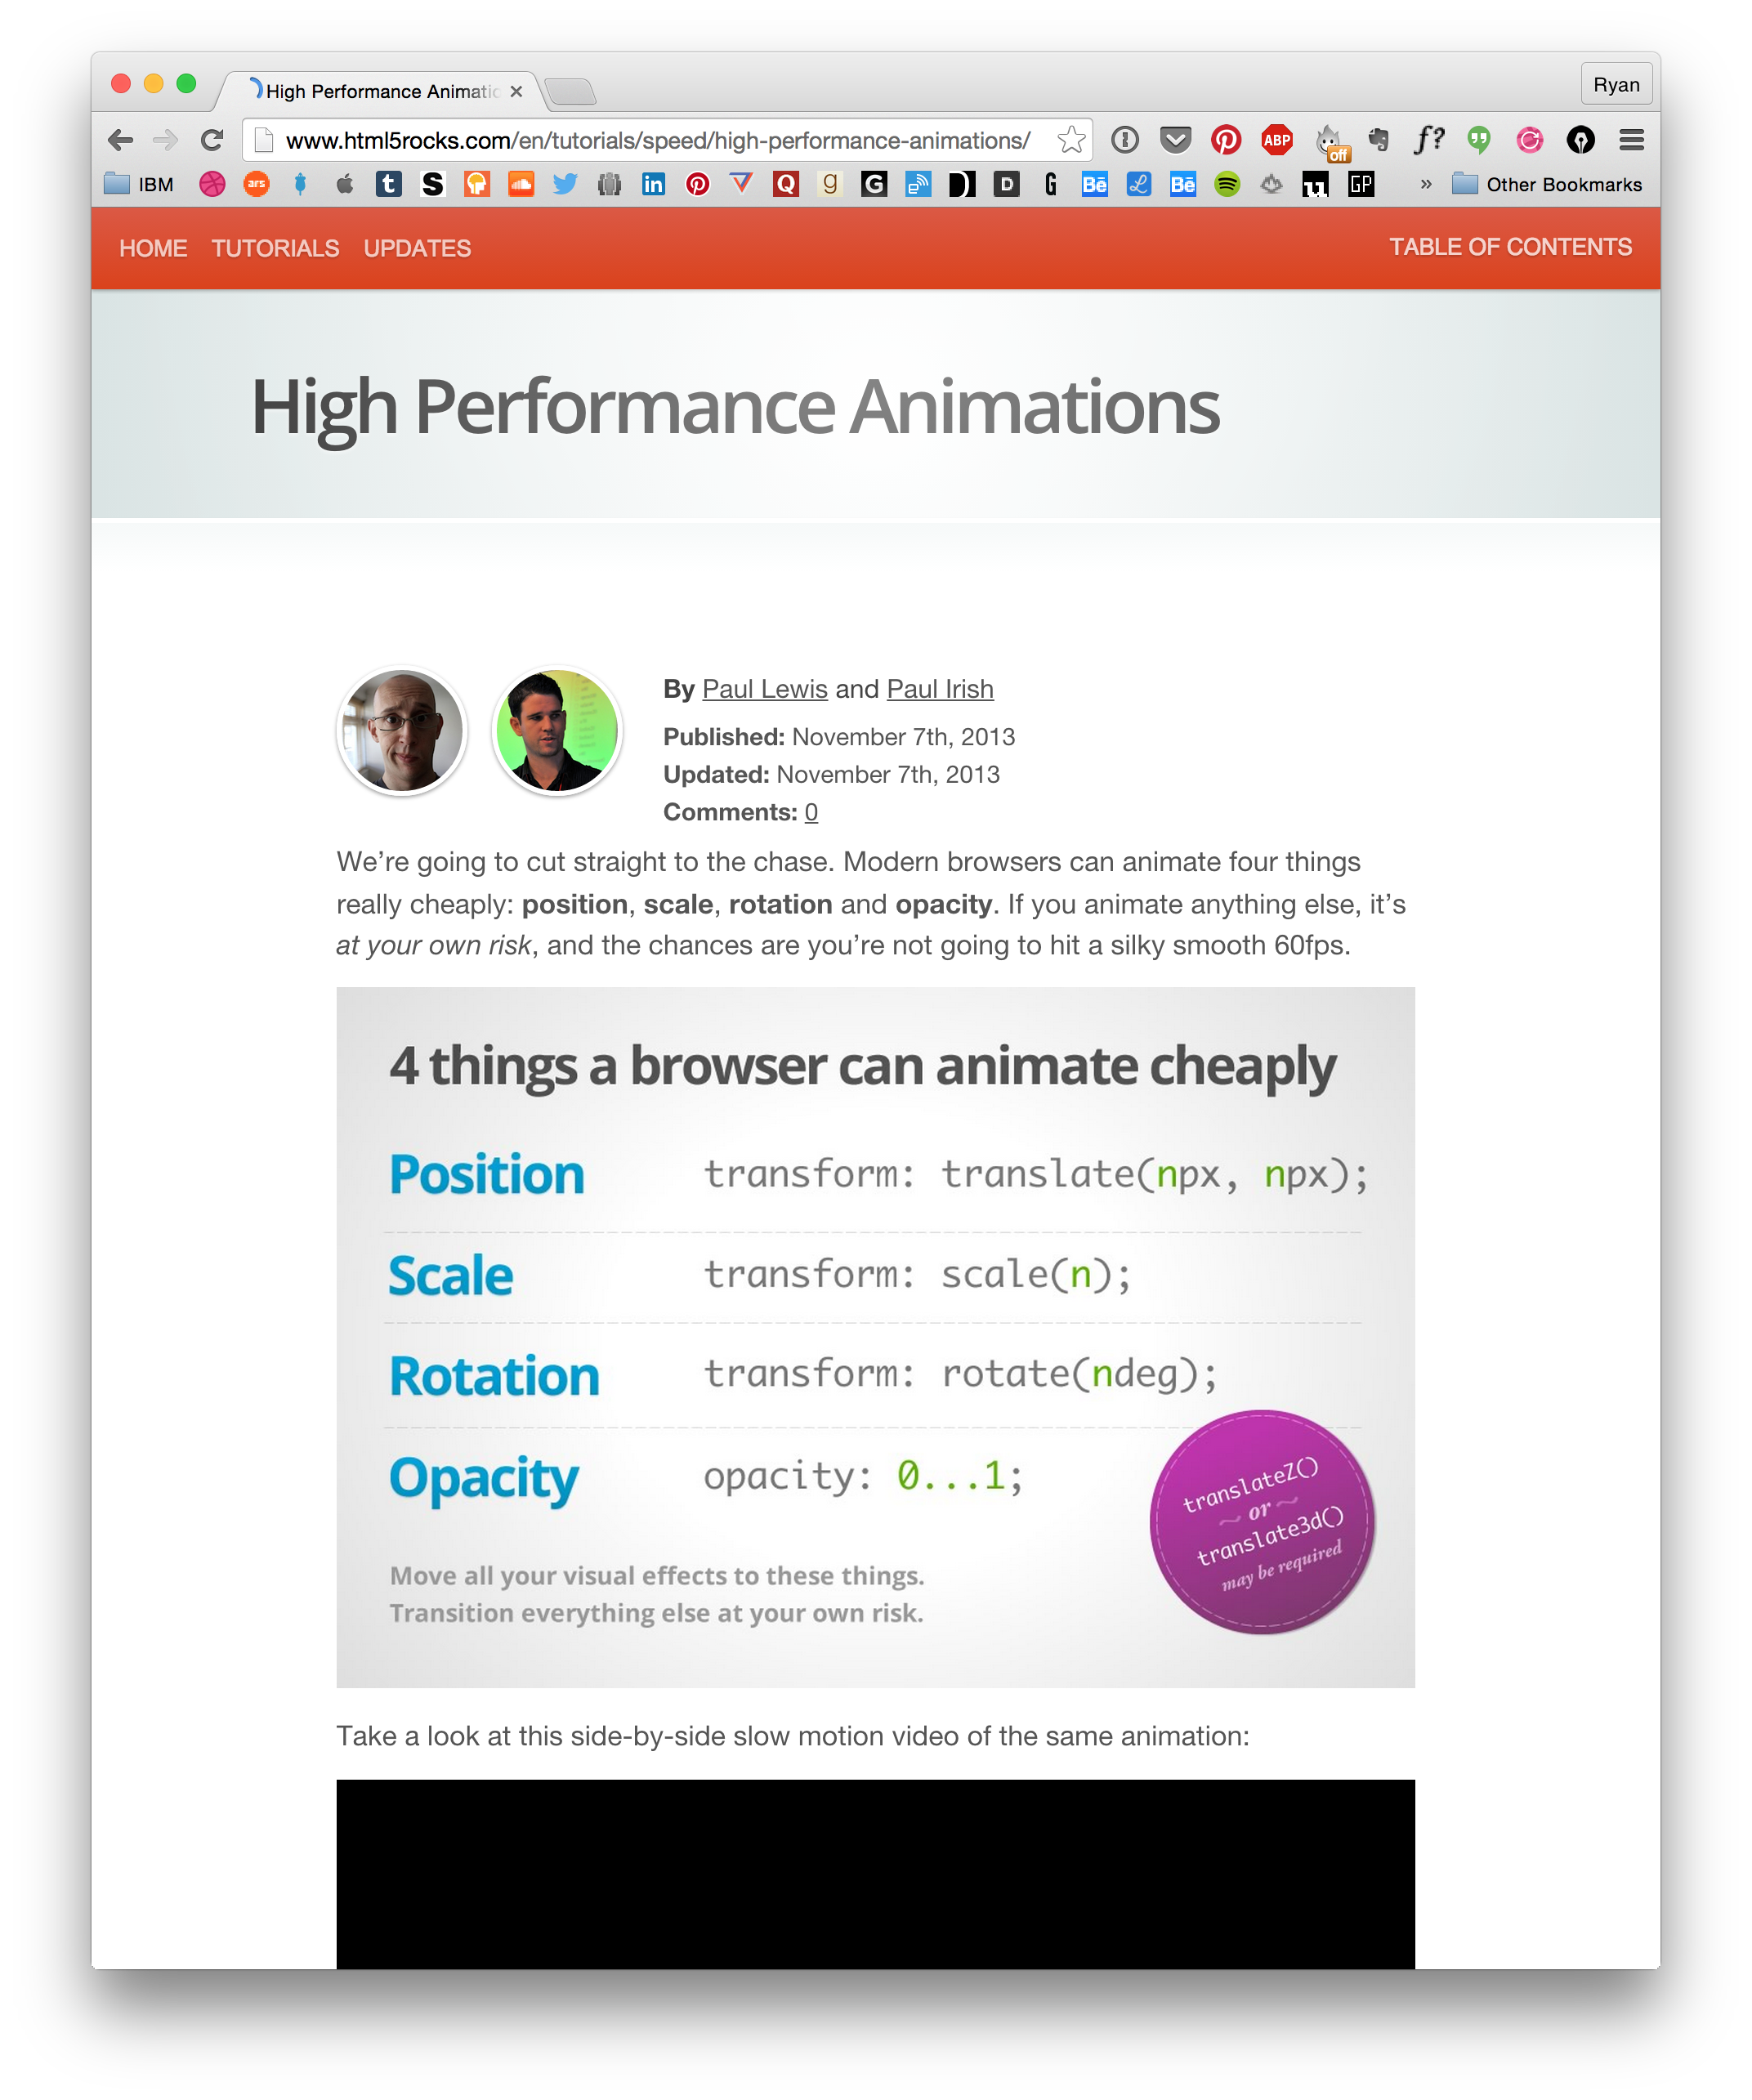 High Performance Animatio
Ryan
www.html5rocks.com/en/tutorials/speed/high-performance-animations/
ABP
off
f?
IBM
ars
t
S
in
Q
g
G
D
G
Bē
L
Bē
GP
»
Other Bookmarks
HOME TUTORIALS UPDATES
TABLE OF CONTENTS
High Performance Animations
By Paul Lewis and Paul Irish
Published: November 7th, 2013
Updated: November 7th, 2013
Comments: 0
We’re going to cut straight to the chase. Modern browsers can animate four things
really cheaply: position, scale, rotation and opacity. If you animate anything else, it’s
at your own risk, and the chances are you’re not going to hit a silky smooth 60fps.
4 things a browser can animate cheaply
Position transform: translate(npx, npx);
Scale transform: scale(n);
Rotation transform: rotate(ndeg);
Opacity opacity: 0...1;
translateZ()
~ or ~
translate3d()
may be required
Move all your visual effects to these things.
Transition everything else at your own risk.
Take a look at this side-by-side slow motion video of the same animation: